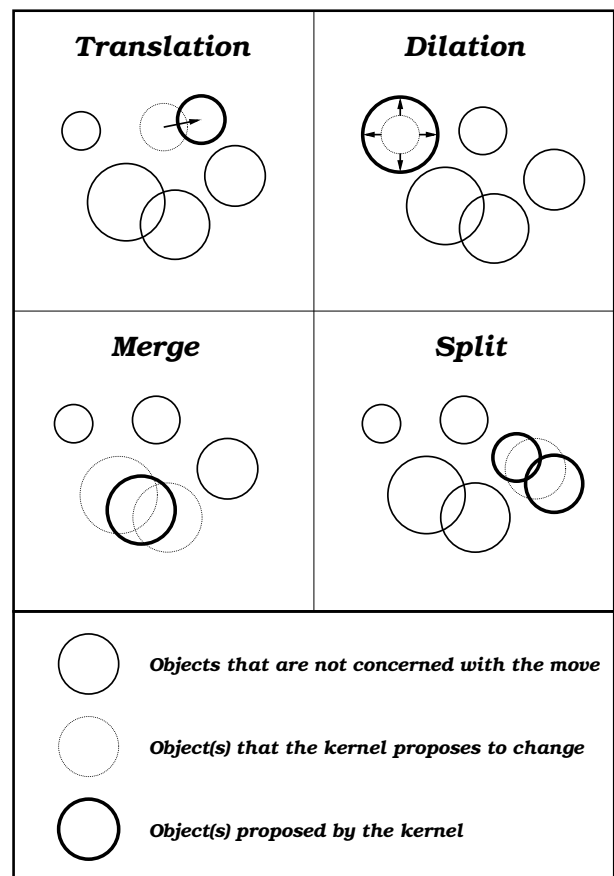 Translation
Dilation
Merge
Split
Objects that are not concerned with the move
Object(s) that the kernel proposes to change
Object(s) proposed by the kernel